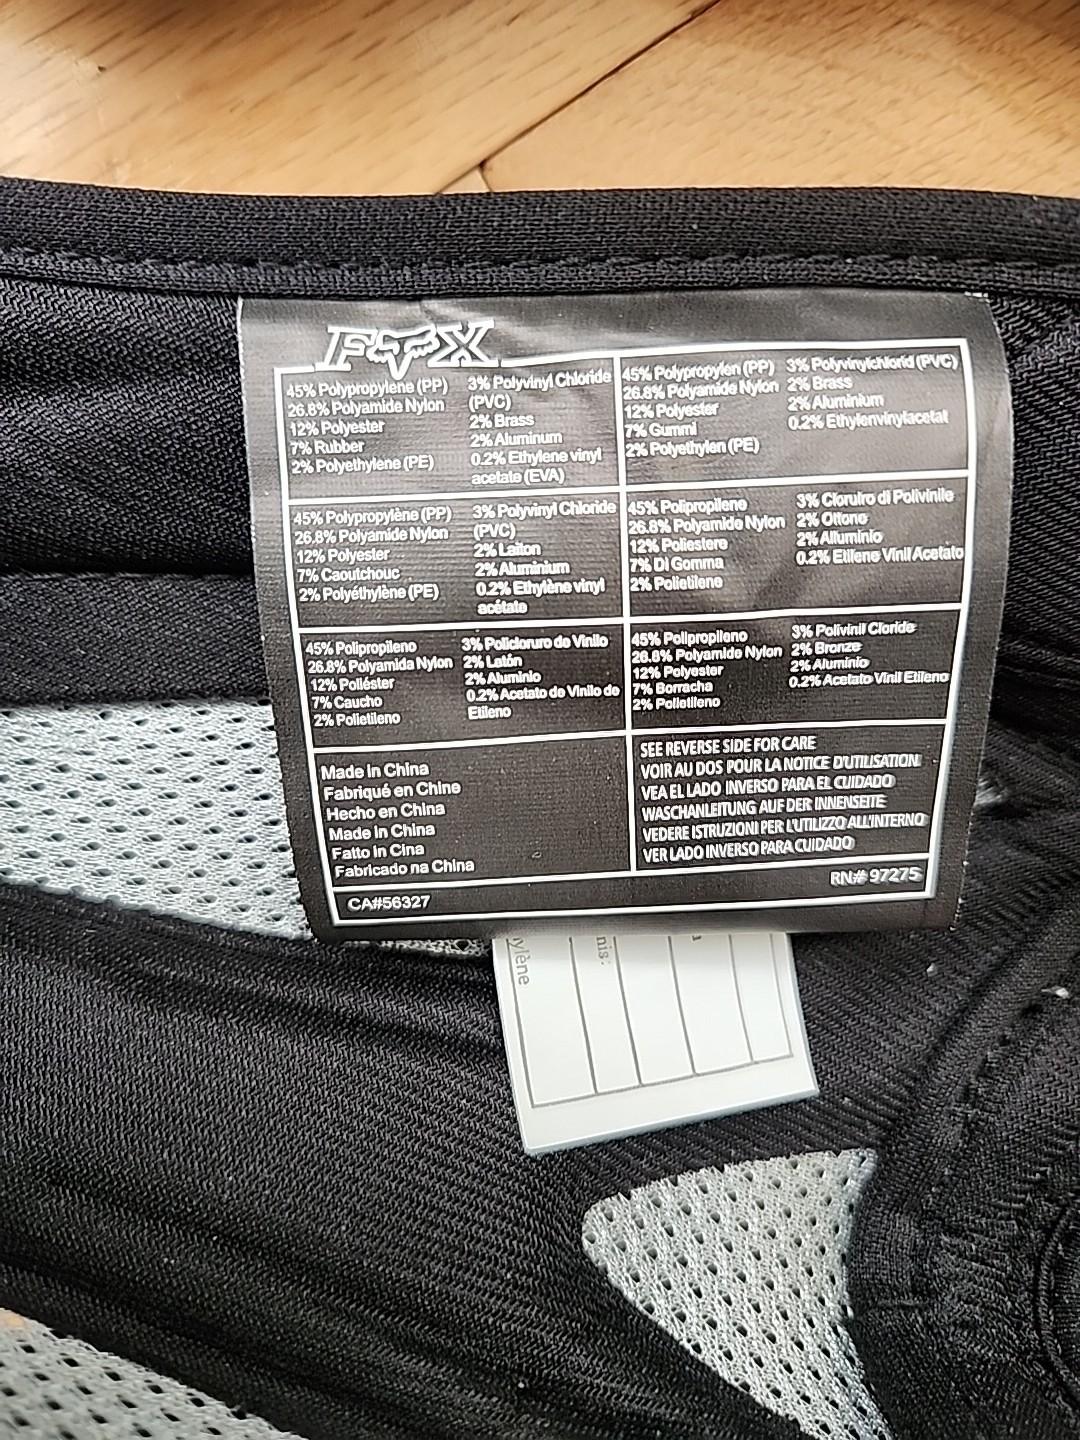 FOX
45% Polypropylene (PP)
26.8% Polyamide Nylon
12% Polyester
7% Rubber
2% Polyethylene (PE)
3% Polyvinyl Chloride
(PVC)
2% Brass
2% Aluminum
0.2% Ethylene vinyl
acetate (EVA)
45% Polypropylen (PP)
26.8% Polyamide Nylon
12% Polyester
7% Gummi
2% Polyethylen (PE)
3% Polyvinylchlorid (PVC)
2% Brass
2% Aluminium
0.2% Ethylenvinylacetat
45% Polypropylène (PP)
26.8% Polyamide Nylon
12% Polyester
7% Caoutchouc
2% Polyéthylène (PE)
3% Polyvinyl Chloride
(PVC)
2% Laiton
2% Aluminium
0.2% Ethylène vinyl
acétate
45% Polipropilene
26.8% Polyamide Nylon
12% Poliestere
7% Di Gomma
2% Polietilene
3% Cloruiro di Polivinile
2% Ottone
2% Alluminio
0.2% Etilene Vinil Acetato
45% Polipropileno
26.8% Polyamida Nylon
12% Poliéster
7% Caucho
2% Polietileno
3% Policloruro de Vinilo
2% Latón
2% Aluminio
0.2% Acetato de Vinilo de
Etileno
45% Polipropileno
26.8% Polyamide Nylon
12% Polyester
7% Borracha
2% Polietileno
3% Polivinil Cloride
2% Bronze
2% Aluminio
0.2% Acetato Vinil Etileno
Made in China
Fabriqué en Chine
Hecho en China
Made in China
Fatto in Cina
Fabricado na China
SEE REVERSE SIDE FOR CARE
VOIR AU DOS POUR LA NOTICE D'UTILISATION
VEA EL LADO INVERSO PARA EL CUIDADO
WASCHANLEITUNG AUF DER INNENSEITE
VEDERE ISTRUZIONI PER L'UTILIZZO ALL'INTERNO
VER LADO INVERSO PARA CUIDADO
CA#56327
RN# 97275
ylène
nis: